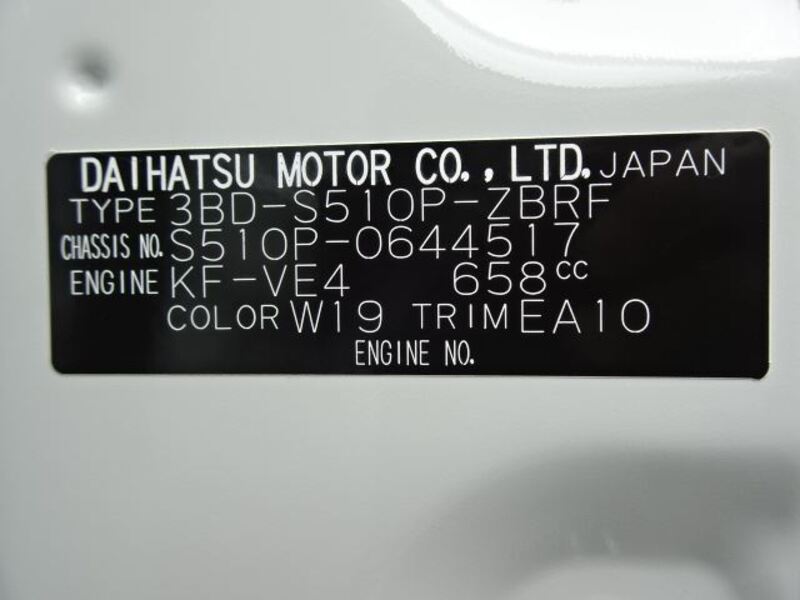 DAIHATSU MOTOR CO.,LTD. JAPAN
TYPE 3BD-S510P-ZBRF
CHASSIS NO. S510P-0644517
ENGINE KF-VE4 658cc
COLOR W19 TRIM EA10
ENGINE NO.